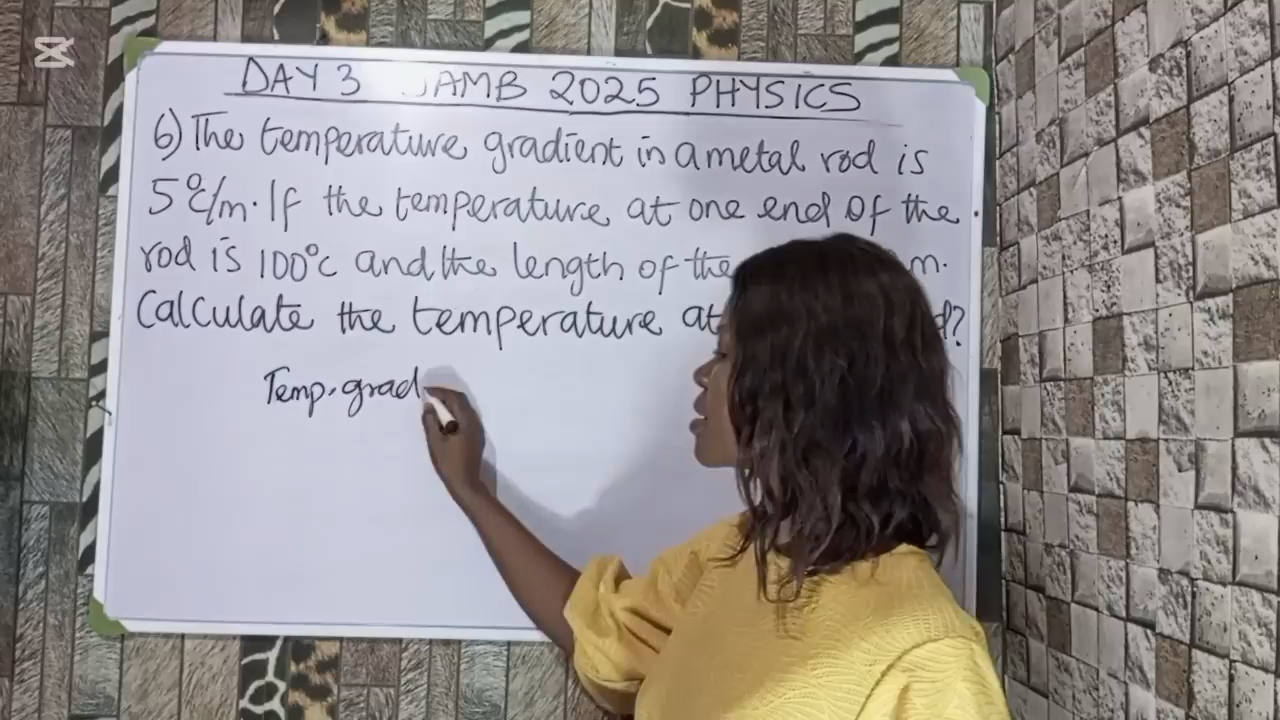 DAY 3 JAMB 2025 PHYSICS
6) The temperature gradient in a metal rod is
5°c/m. If the temperature at one end of the
rod is 100°c and the length of the m.
Calculate the temperature at d?
Temp. grad